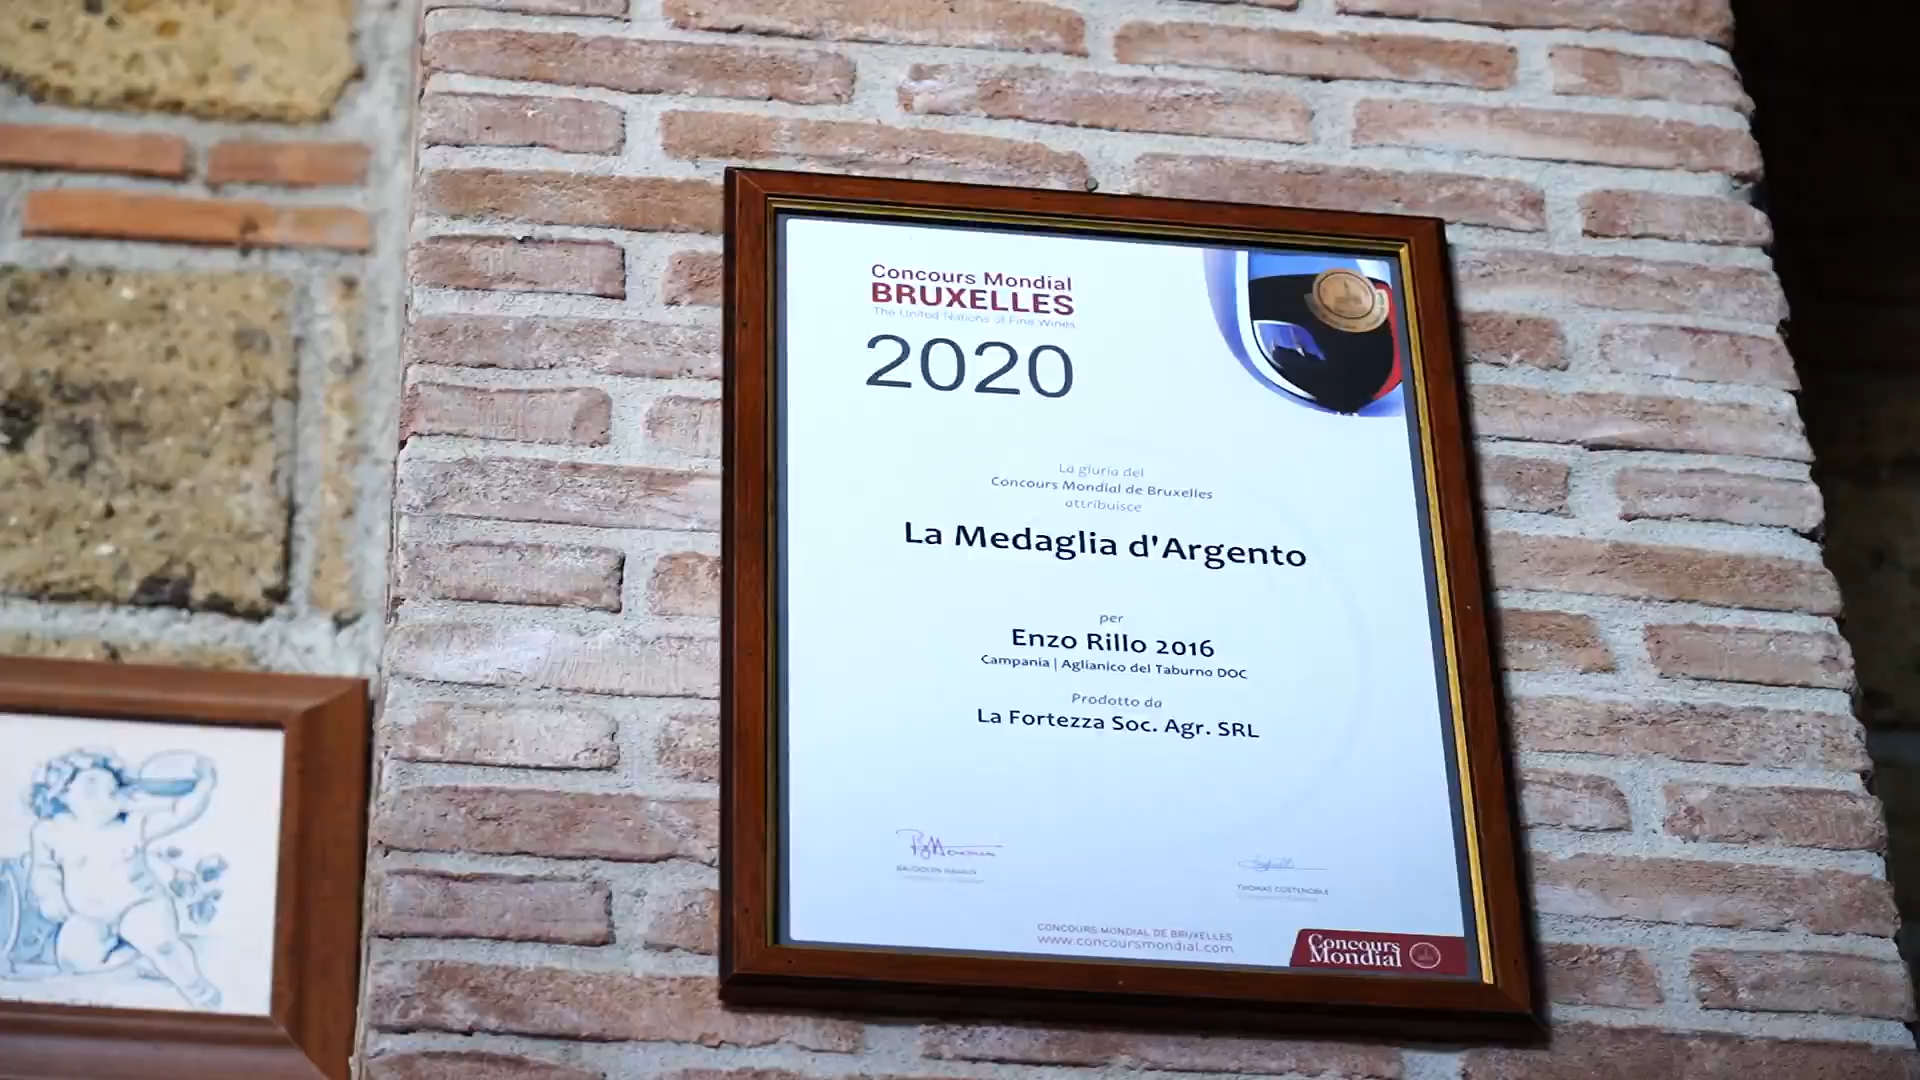 Concours Mondial
BRUXELLES
The United Nations of Fine Wines
2020
La giuria del
Concours Mondial de Bruxelles
attribuisce
La Medaglia d'Argento
per
Enzo Rillo 2016
Campania | Aglianico del Taburno DOC
Prodotto da
La Fortezza Soc. Agr. SRL
THOMAS COSTENOBLE
CONCOURS MONDIAL DE BRUXELLES
www.concoursmondial.com
Concours
Mondial